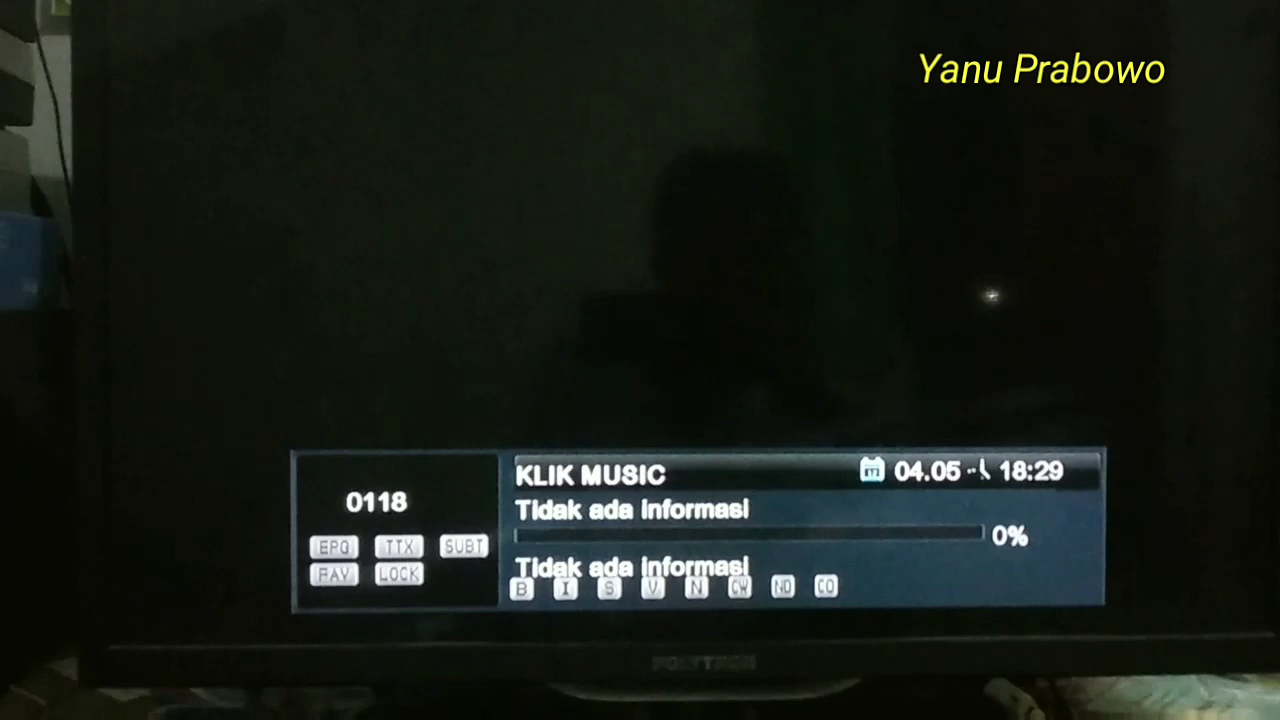 Yanu Prabowo
KLIK MUSIC 04.05 18:29
0118
Tidak ada informasi
0%
EPG TTX SUBT
FAV LOCK
Tidak ada informasi
B I S V N CW ND CO
POLYTRON